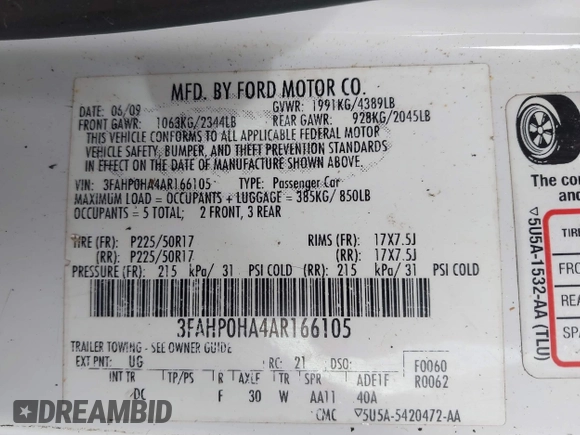 MFD. BY FORD MOTOR CO.
DATE: 06/09 GVWR: 1991KG/4389LB
FRONT GAWR: 1063KG/2344LB REAR GAWR: 928KG/2045LB
THIS VEHICLE CONFORMS TO ALL APPLICABLE FEDERAL MOTOR
VEHICLE SAFETY, BUMPER, AND THEFT PREVENTION STANDARDS
IN EFFECT ON THE DATE OF MANUFACTURE SHOWN ABOVE.
VIN: 3FAHP0HA4AR166105 TYPE: Passenger Car
MAXIMUM LOAD = OCCUPANTS + LUGGAGE = 385KG/ 850LB
OCCUPANTS = 5 TOTAL; 2 FRONT, 3 REAR
TIRE (FR): P225/50R17 RIMS (FR): 17X7.5J
(RR): P225/50R17 (RR): 17X7.5J
PRESSURE (FR): 215 kPa/ 31 PSI COLD (RR): 215 kPa/ 31 PSI COLD
3FAHP0HA4AR166105
TRAILER TOWING - SEE OWNER GUIDE
EXT PNT: UG RC: 21 DSO: F0060
R0062
INT TR TP/PS R AXLE TR SPR ADE1F
DC F 30 W AA11 40A
CMC ▽5U5A-5420472-AA
The co
and
▽5U5A-1532-AA (TLU)
TIRE
FRO
REA
SPA
DREAMBID